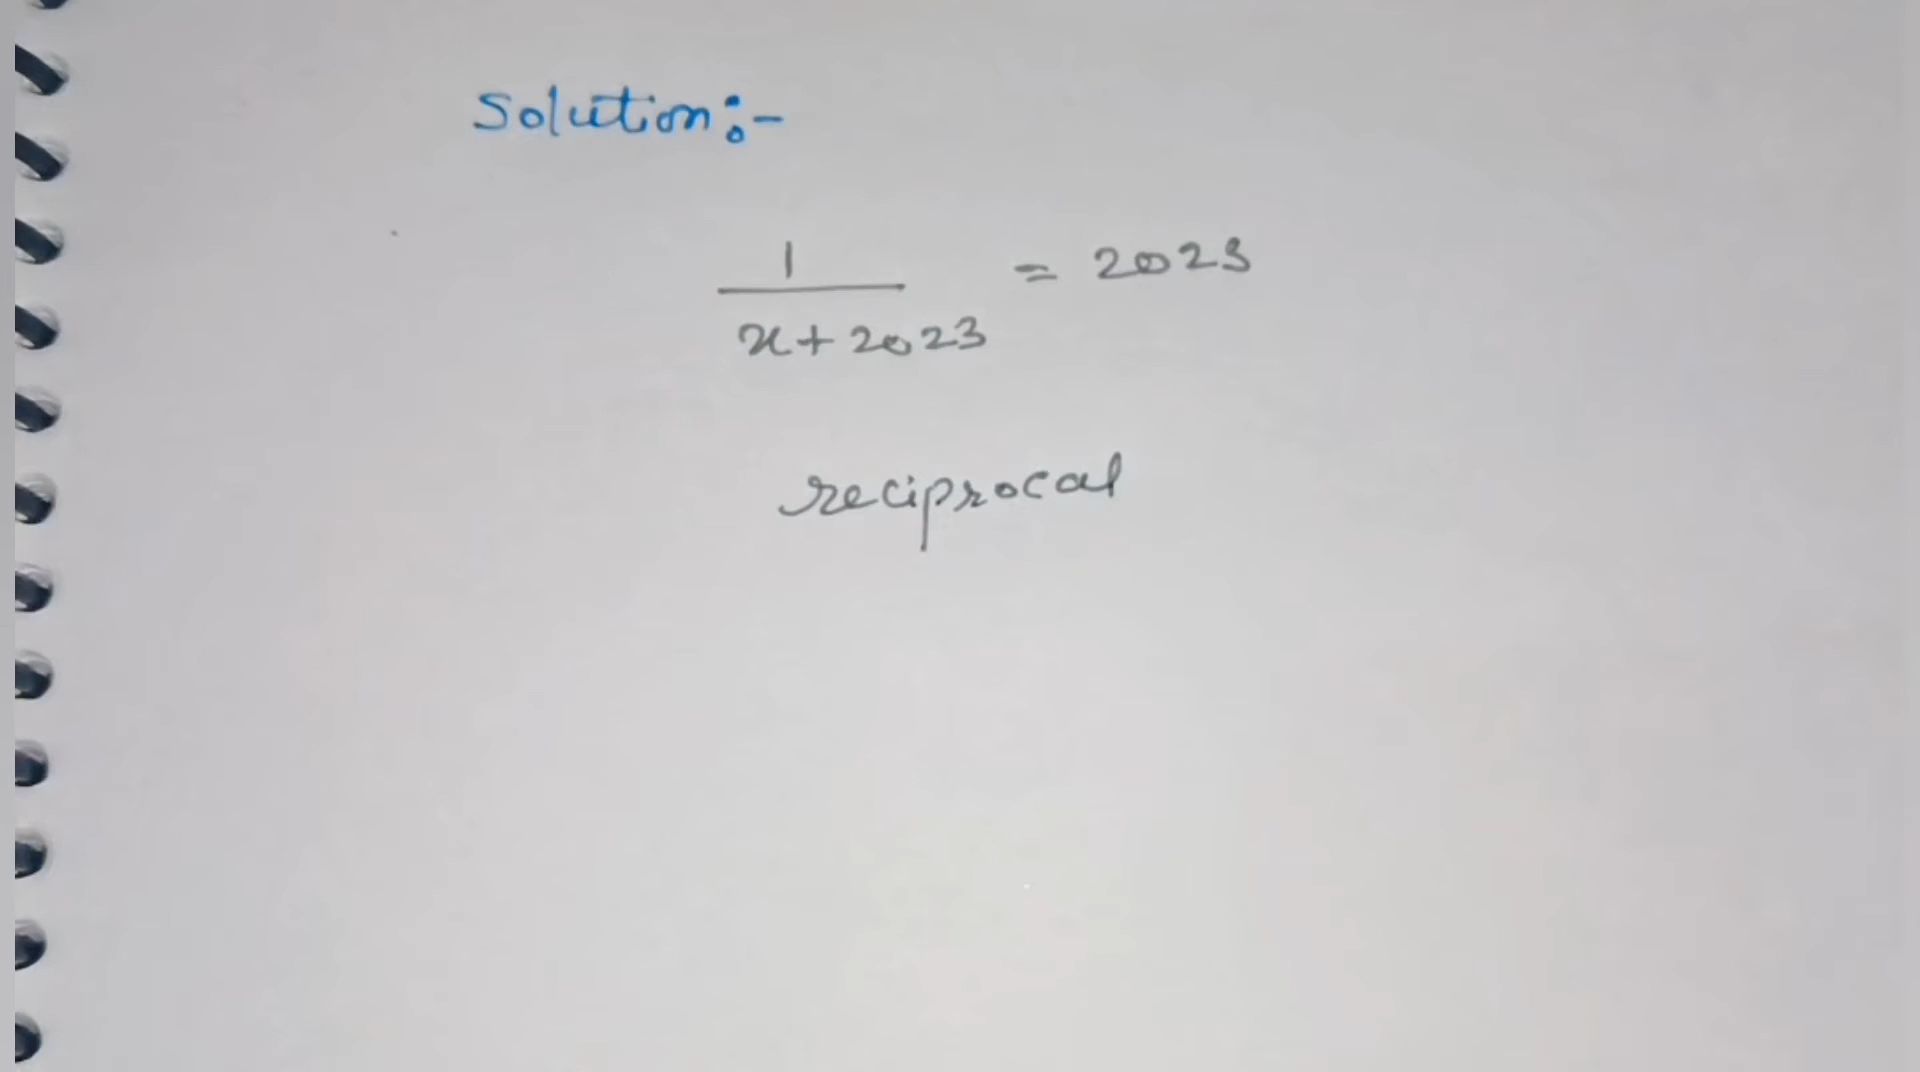 Solution:-
1
= 2023
x+2023
reciprocal